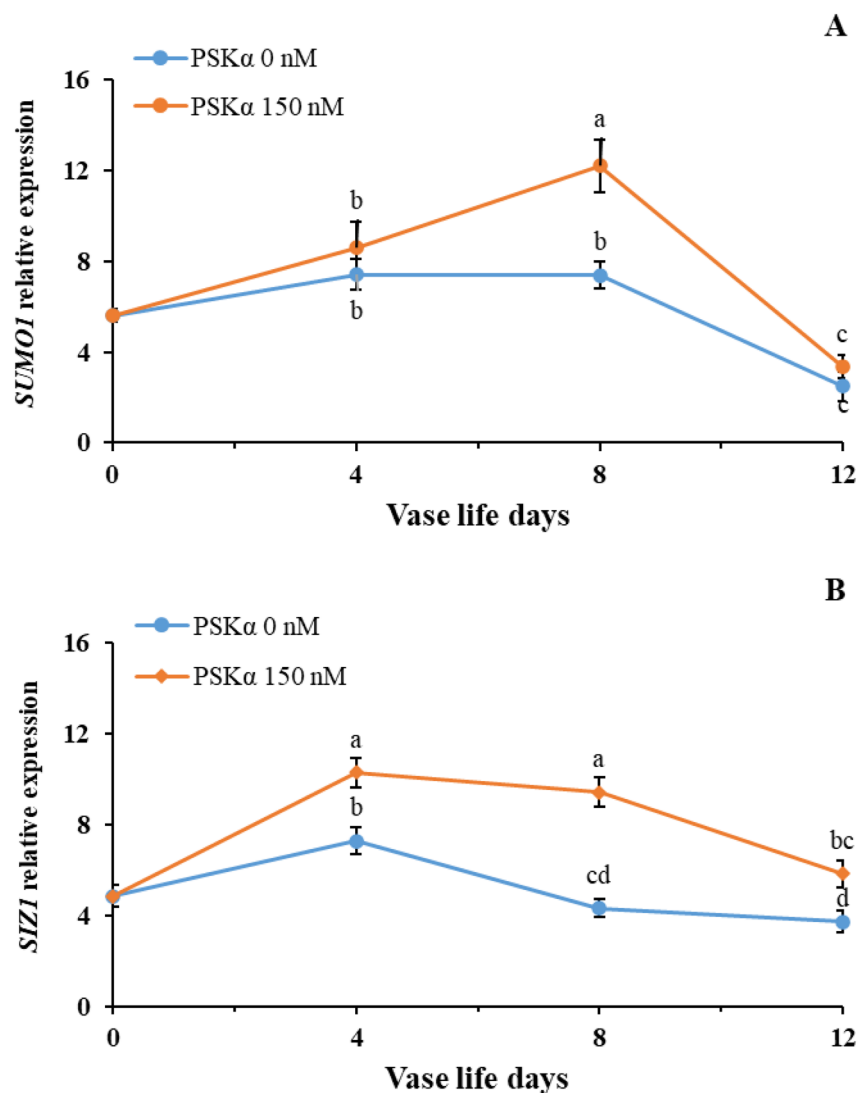 A
PSKα 0 nM
PSKα 150 nM
16
12
8
4
0
SUMO1 relative expression
b
b
a
b
c
c
0
4
8
12
Vase life days
B
PSKα 0 nM
PSKα 150 nM
16
12
8
4
0
SIZ1 relative expression
a
b
a
cd
bc
d
0
4
8
12
Vase life days